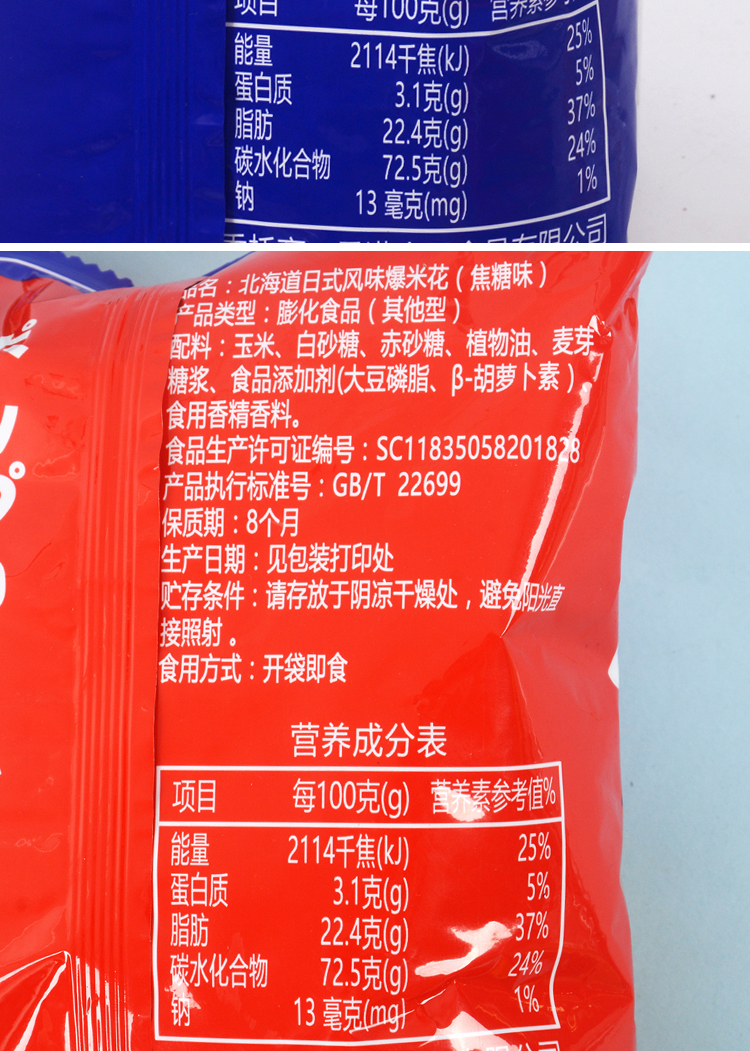 项目 每100克(g) 营养素参考
能量 2114千焦(kJ) 25%
蛋白质 3.1克(g) 5%
脂肪 22.4克(g) 37%
碳水化合物 72.5克(g) 24%
钠 13 毫克(mg) 1%
食品有限公司
品名：北海道日式风味爆米花（焦糖味）
产品类型：膨化食品（其他型）
配料：玉米、白砂糖、赤砂糖、植物油、麦芽
糖浆、食品添加剂(大豆磷脂、β-胡萝卜素）
食用香精香料。
食品生产许可证编号：SC11835058201828
产品执行标准号：GB/T 22699
保质期：8个月
生产日期：见包装打印处
贮存条件：请存放于阴凉干燥处，避免阳光直
接照射。
食用方式：开袋即食
营养成分表
项目 每100克(g) 营养素参考值%
能量 2114千焦(kJ) 25%
蛋白质 3.1克(g) 5%
脂肪 22.4克(g) 37%
碳水化合物 72.5克(g) 24%
钠 13 毫克(mg) 1%